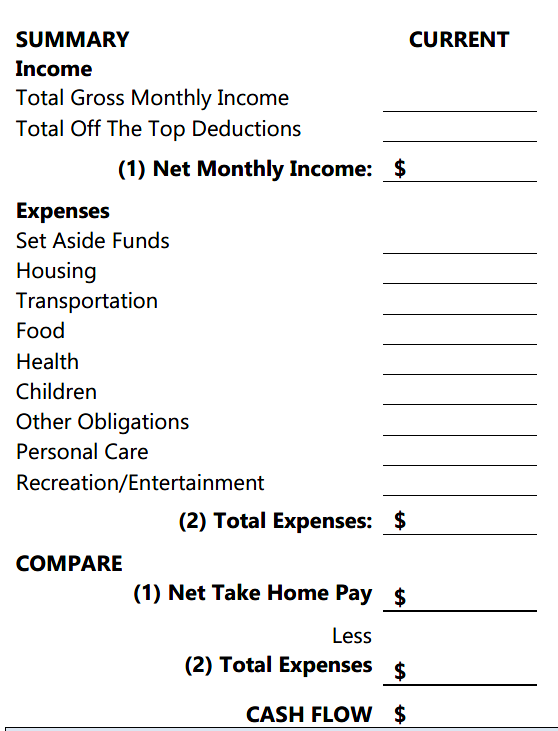 SUMMARY CURRENT
Income
Total Gross Monthly Income
Total Off The Top Deductions
(1) Net Monthly Income: $
Expenses
Set Aside Funds
Housing
Transportation
Food
Health
Children
Other Obligations
Personal Care
Recreation/Entertainment
(2) Total Expenses: $
COMPARE
(1) Net Take Home Pay $
Less
(2) Total Expenses $
CASH FLOW $